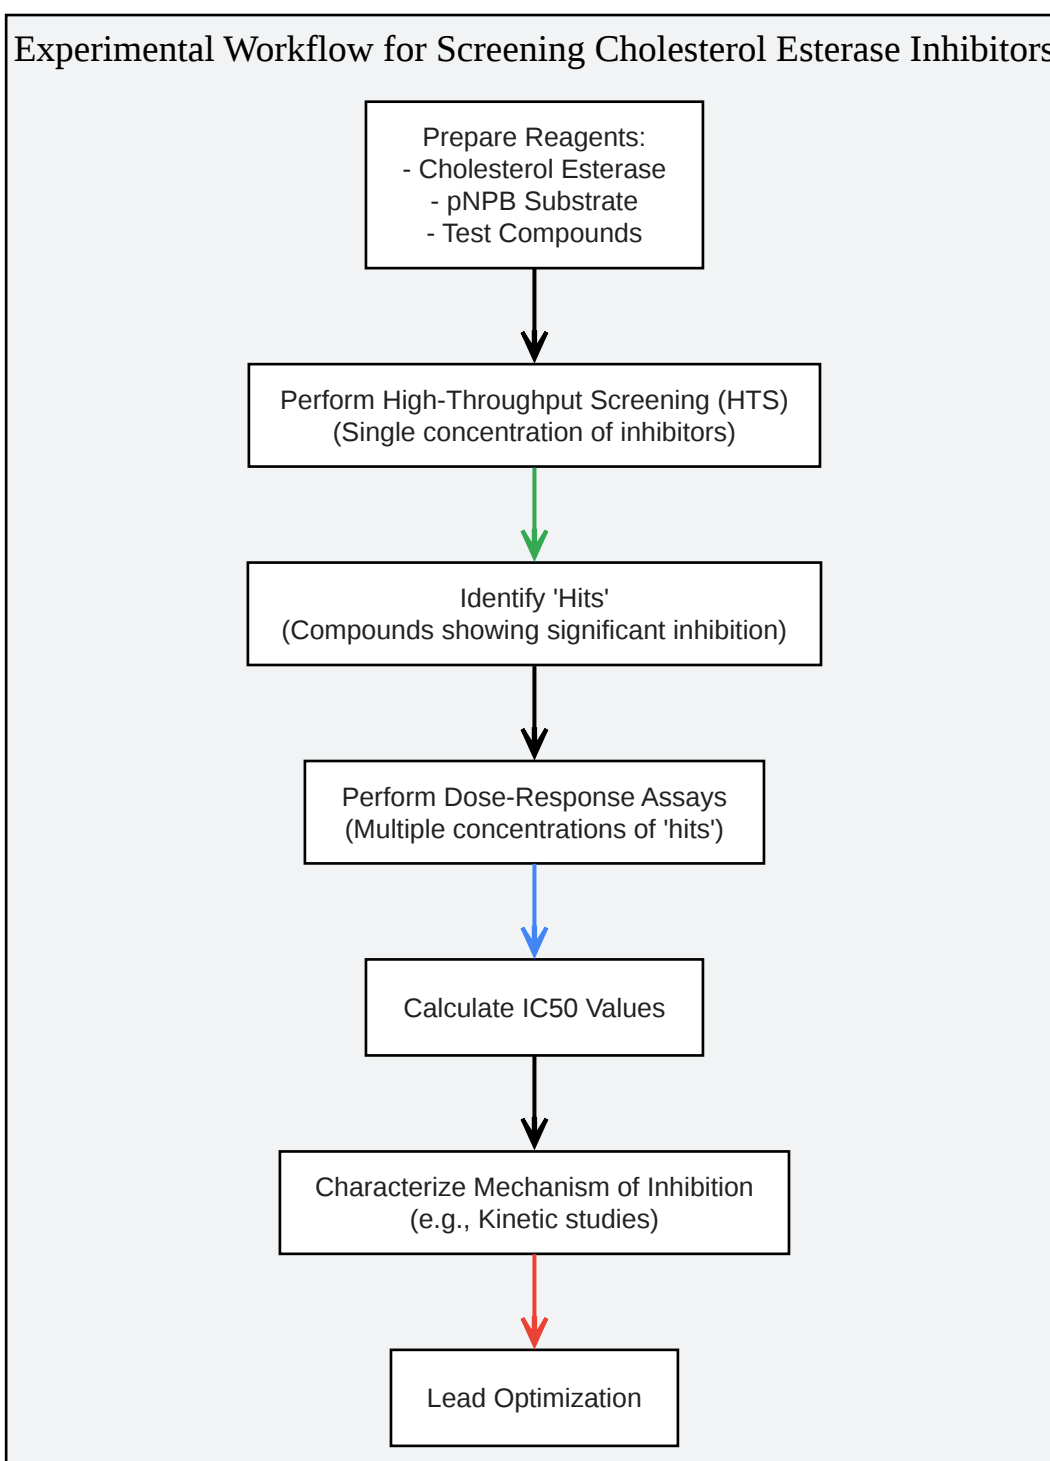 Experimental Workflow for Screening Cholesterol Esterase Inhibitors
Prepare Reagents:
- Cholesterol Esterase
- pNPB Substrate
- Test Compounds
Perform High-Throughput Screening (HTS)
(Single concentration of inhibitors)
Identify 'Hits'
(Compounds showing significant inhibition)
Perform Dose-Response Assays
(Multiple concentrations of 'hits')
Calculate IC50 Values
Characterize Mechanism of Inhibition
(e.g., Kinetic studies)
Lead Optimization